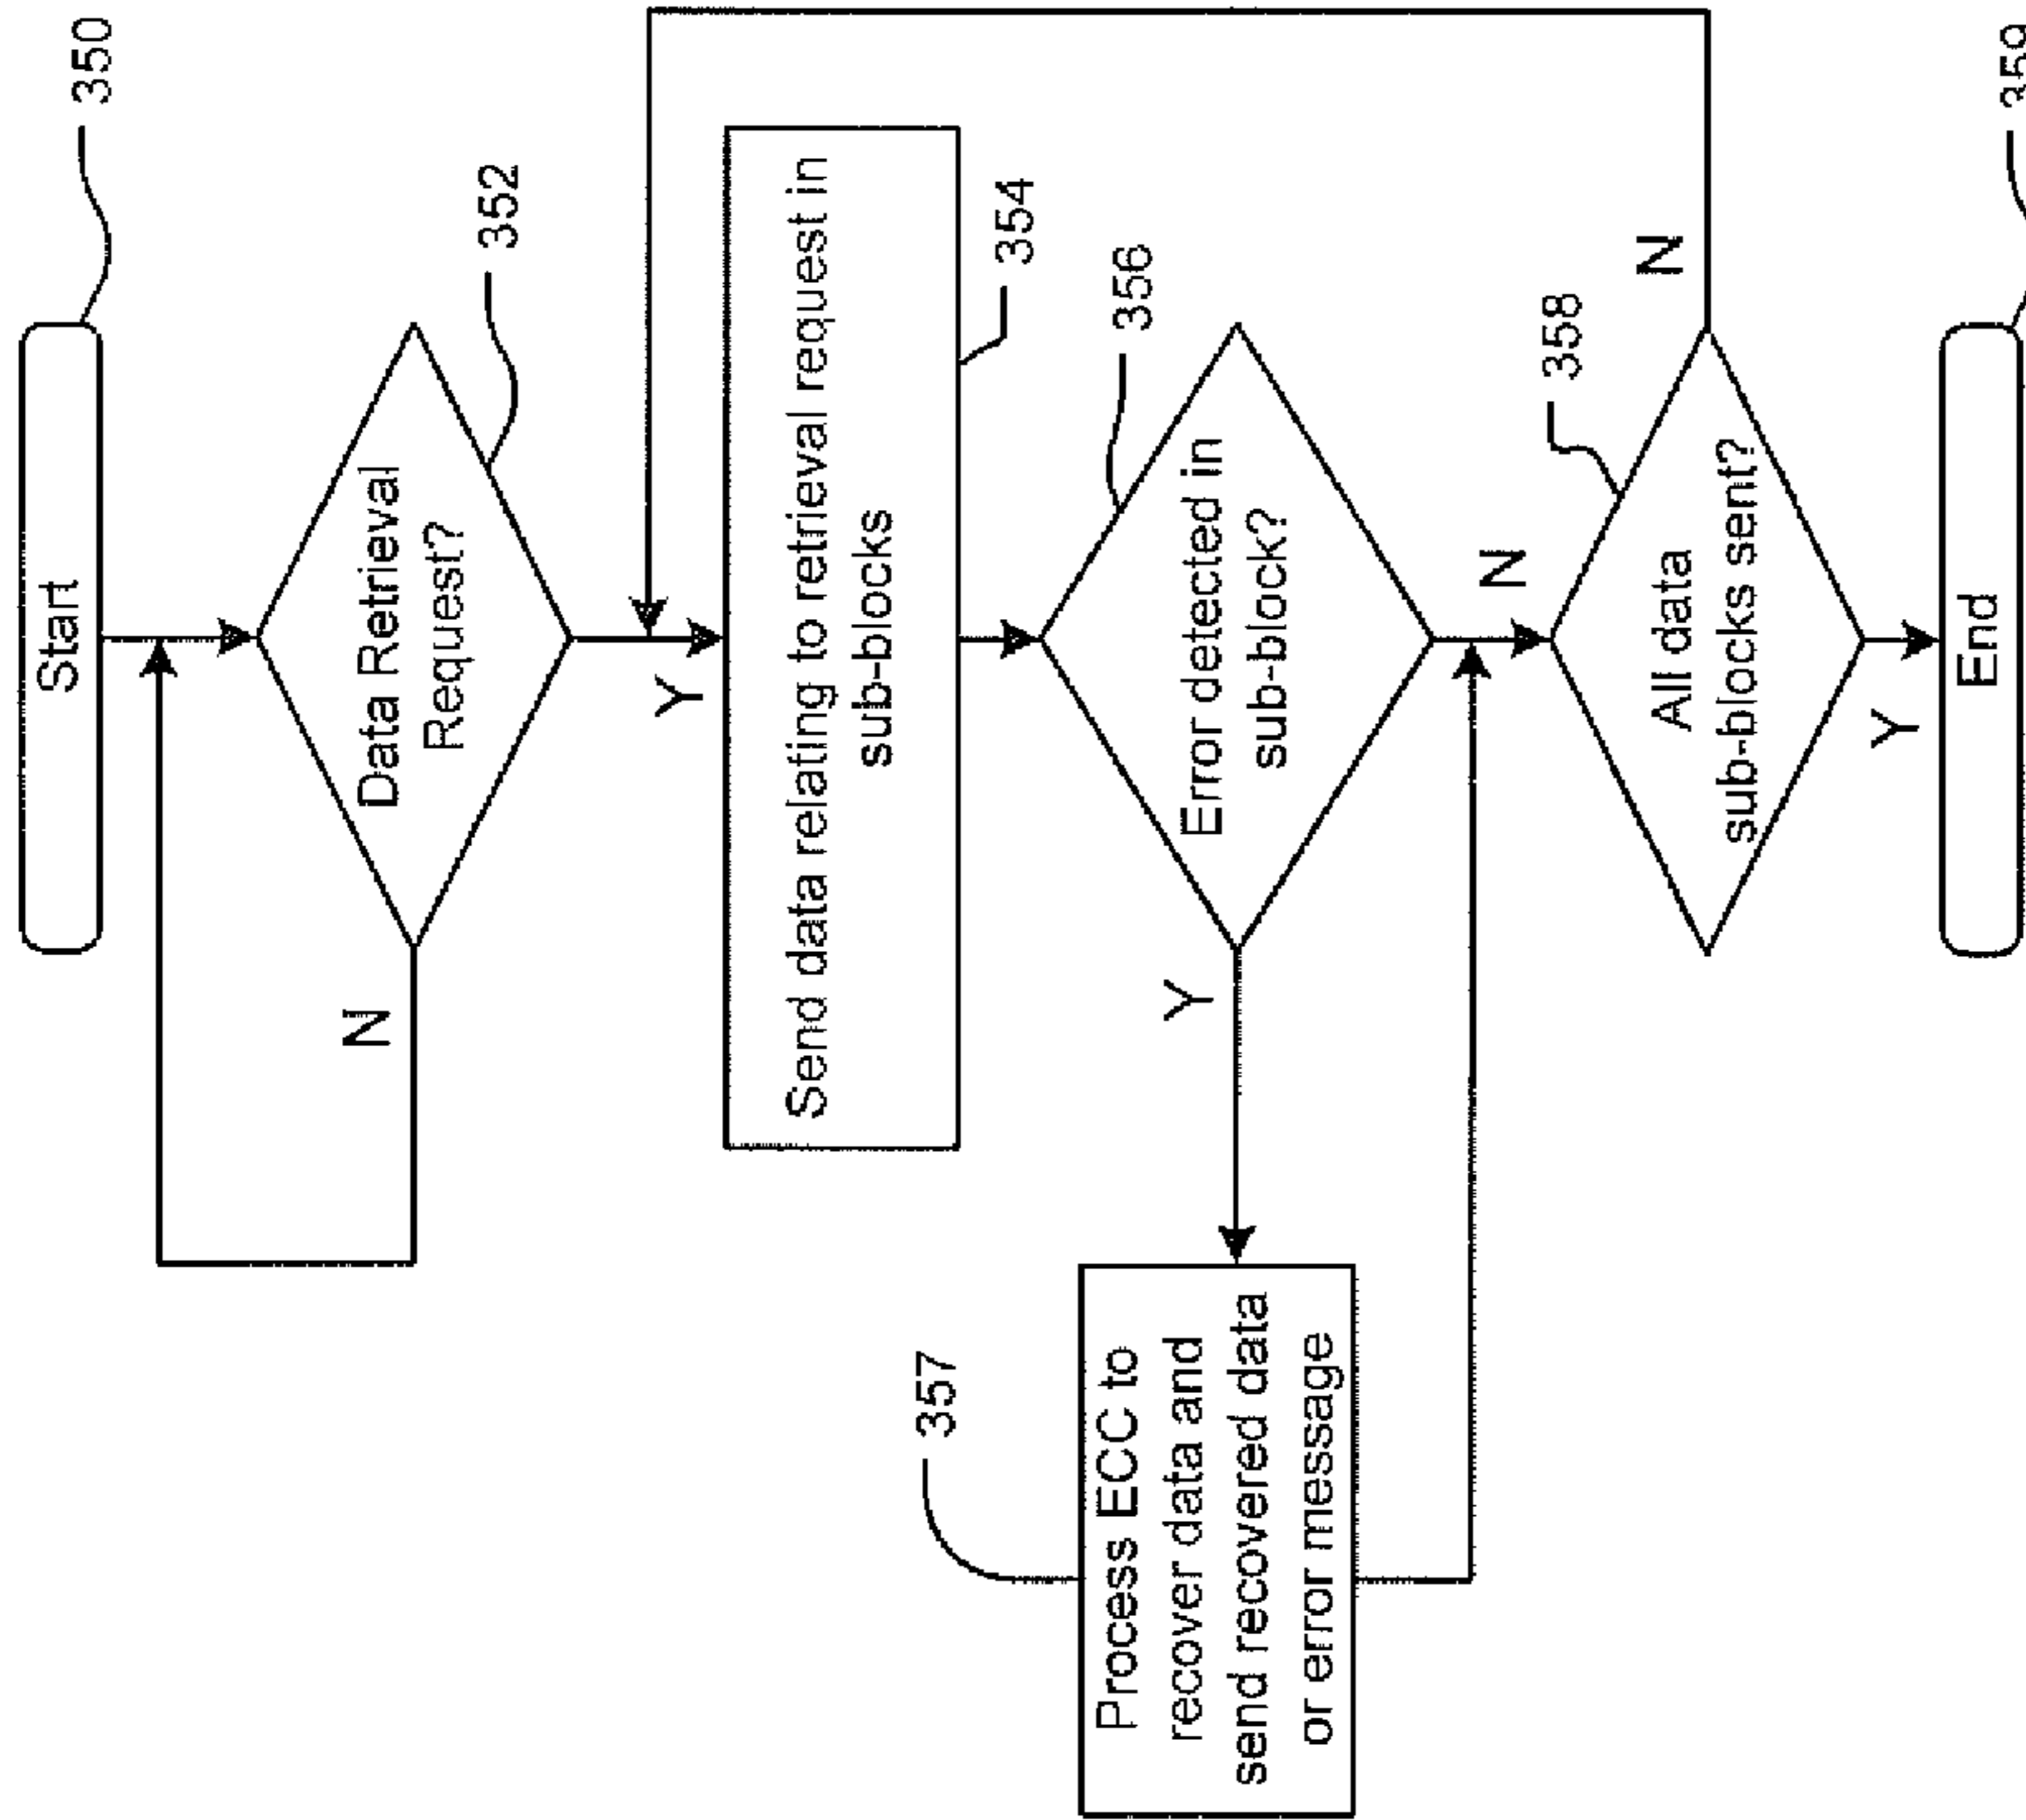 Start
350
Data Retrieval
Request?
352
N
Y
Send data relating to retrieval request in
sub-blocks
354
Error detected in
sub-block?
356
Y
N
357
Process ECC to
recover data and
send recovered data
or error message
All data
sub-blocks sent?
358
N
Y
End
359